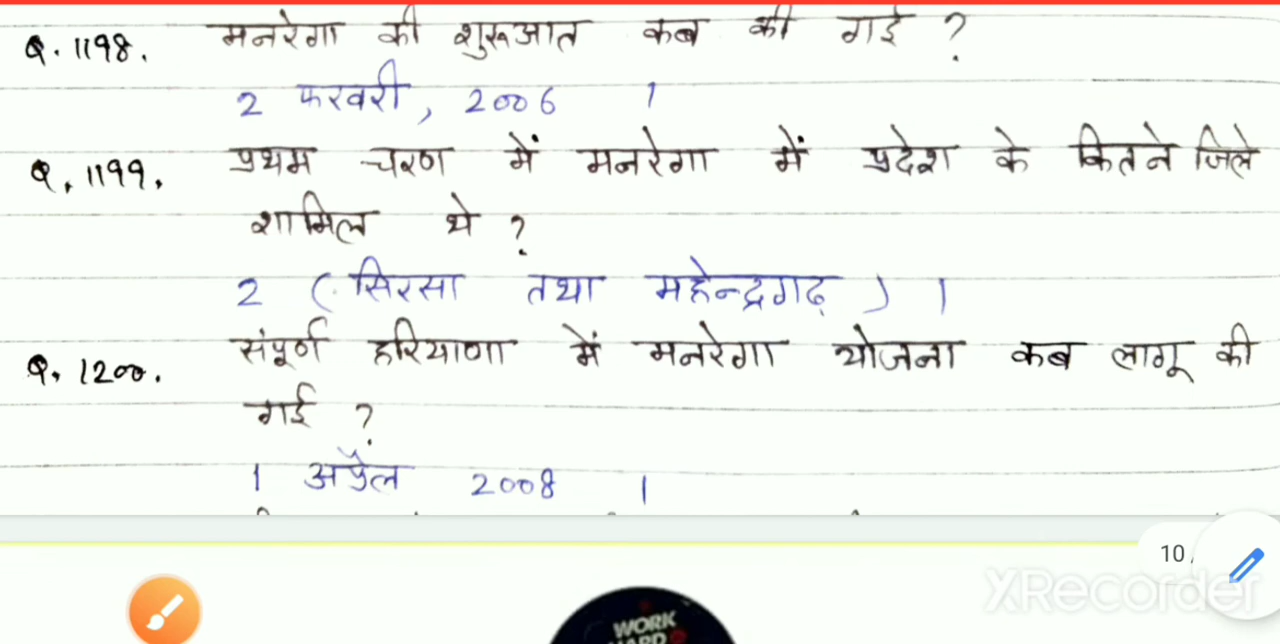 Q. 1198. मनरेगा की शुरूआत कब की गई ?
2 फरवरी, 2006 ।
Q. 1199. प्रथम चरण में मनरेगा में प्रदेश के कितने जिले
शामिल थे ?
2 ( सिरसा तथा महेन्द्रगढ़ ) ।
Q. 1200. संपूर्ण हरियाणा में मनरेगा योजना कब लागू की
गई ?
1 अप्रैल 2008 ।
10
XRecorder
WORK
HARD